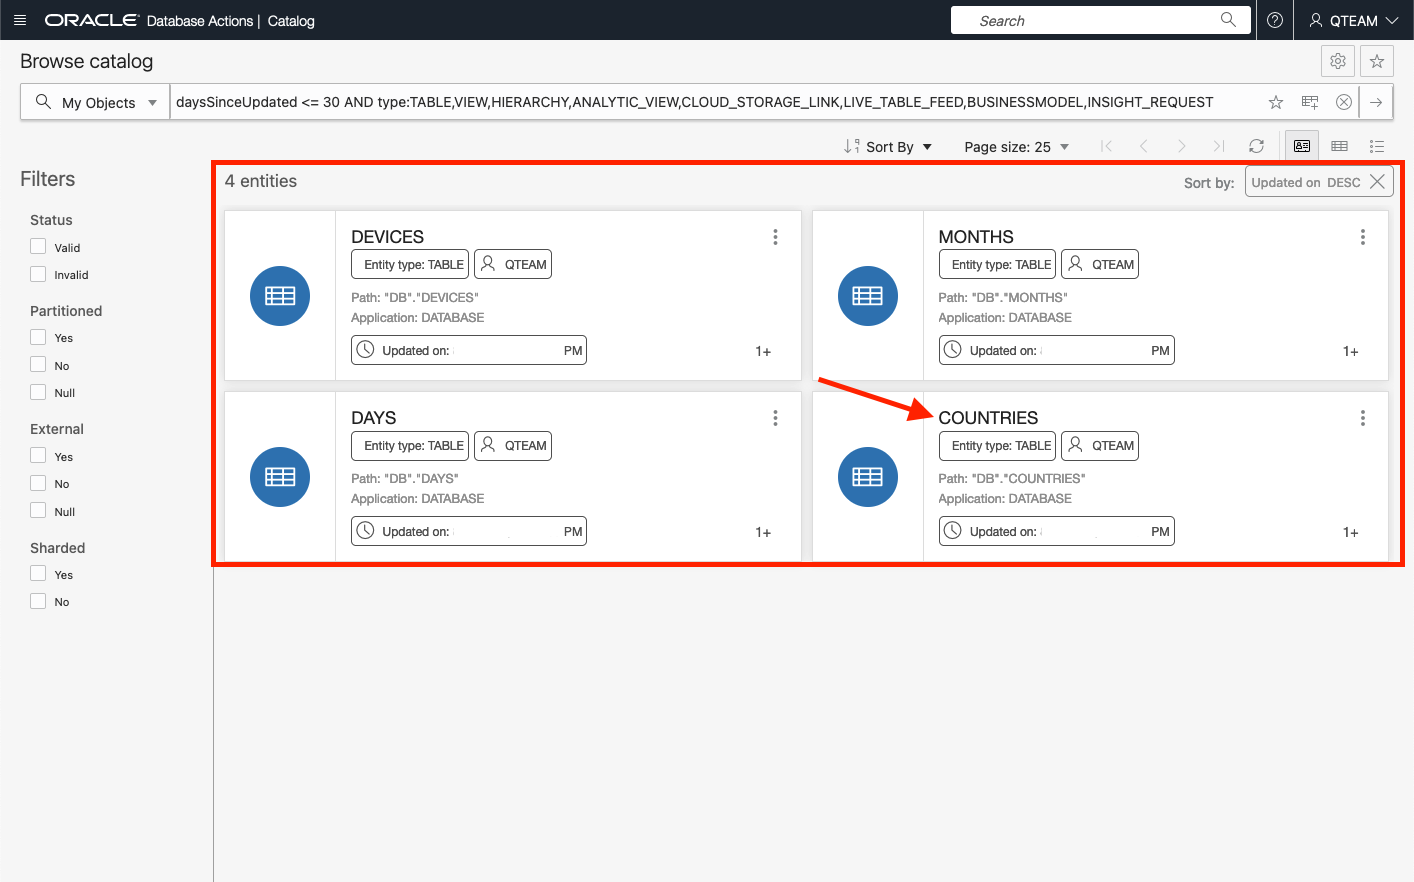 ORACLE Database Actions | Catalog
Search
QTEAM
Browse catalog
My Objects
daysSinceUpdated <= 30 AND type:TABLE,VIEW,HIERARCHY,ANALYTIC_VIEW,CLOUD_STORAGE_LINK,LIVE_TABLE_FEED,BUSINESSMODEL,INSIGHT_REQUEST
Sort By
Page size: 25
Filters
Status
Valid
Invalid
Partitioned
Yes
No
Null
External
Yes
No
Null
Sharded
Yes
No
4 entities
Sort by: Updated on DESC
DEVICES
Entity type: TABLE QTEAM
Path: "DB"."DEVICES"
Application: DATABASE
Updated on: PM
1+
MONTHS
Entity type: TABLE QTEAM
Path: "DB"."MONTHS"
Application: DATABASE
Updated on: PM
1+
DAYS
Entity type: TABLE QTEAM
Path: "DB"."DAYS"
Application: DATABASE
Updated on: PM
1+
COUNTRIES
Entity type: TABLE QTEAM
Path: "DB"."COUNTRIES"
Application: DATABASE
Updated on: PM
1+